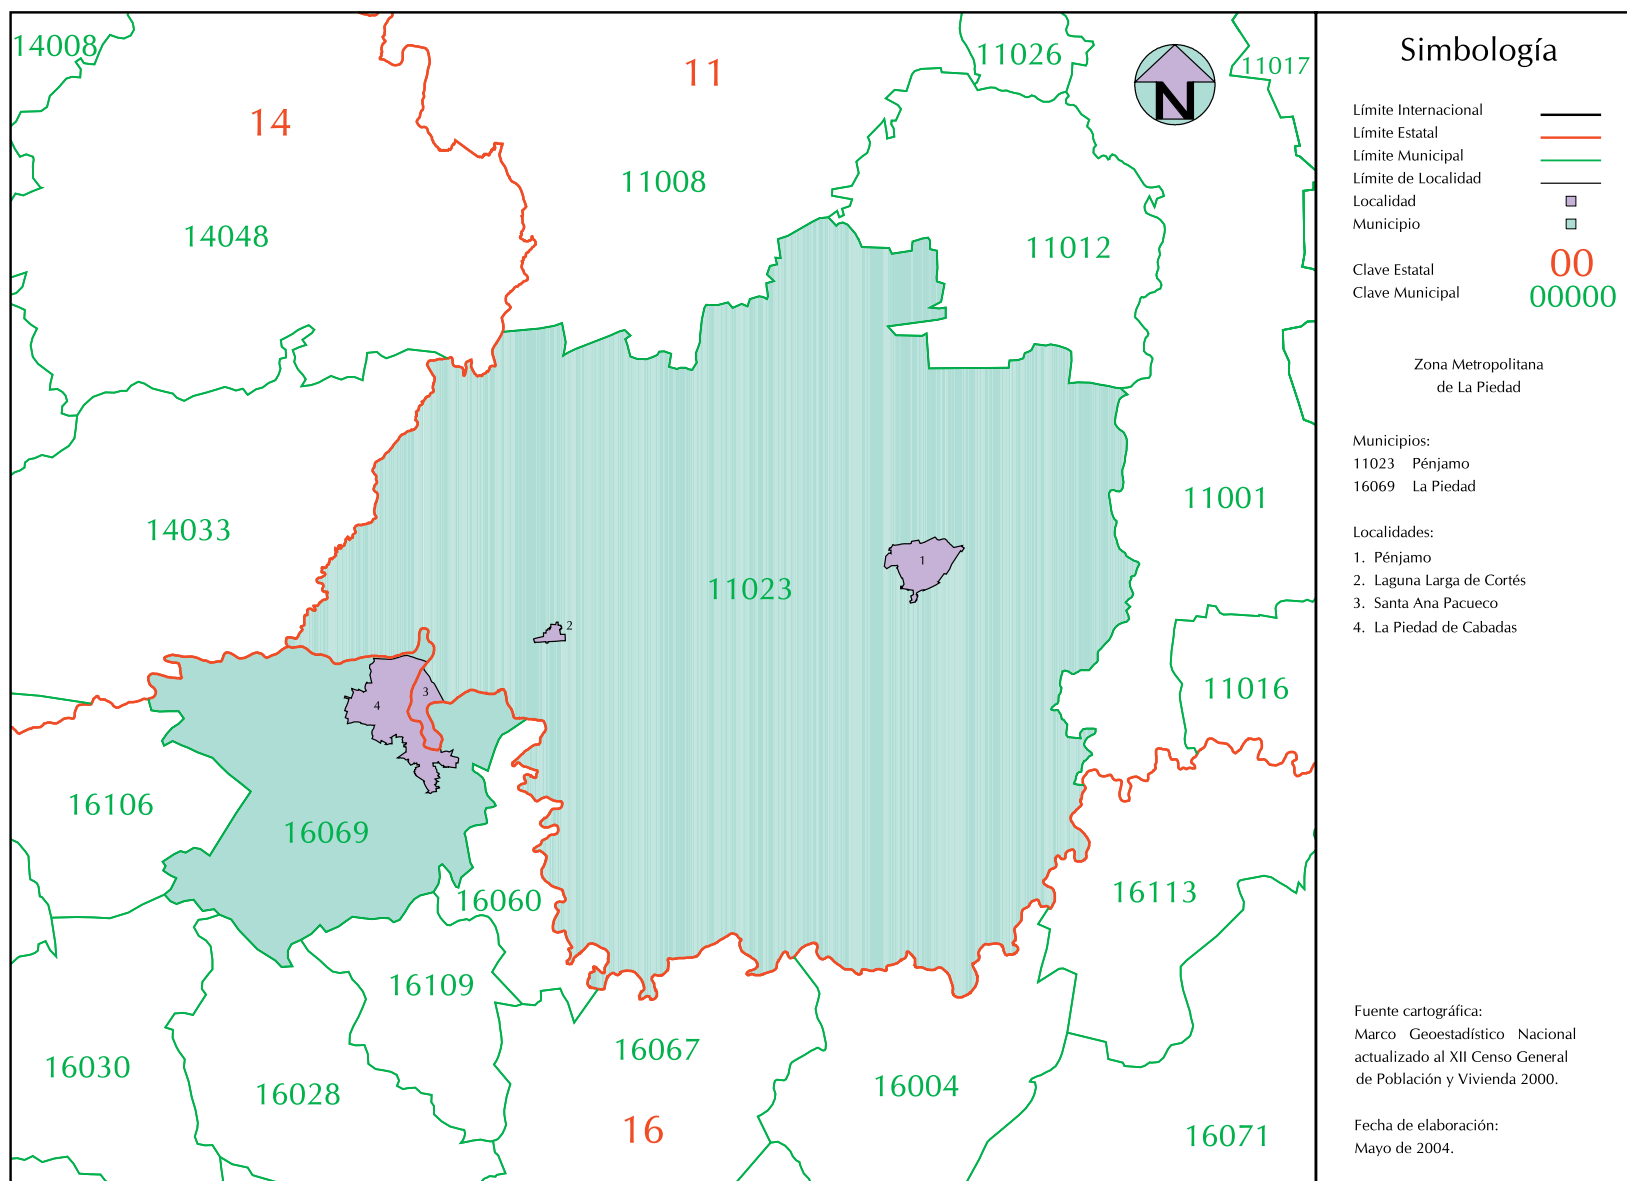 14008
11
11026
11017
14
N
11008
14048
11012
14033
11001
1
11023
2
11016
3
4
16106
16069
16060
16113
16109
16067
16030
16028
16004
16
16071
Simbología
Límite Internacional
Límite Estatal
Límite Municipal
Límite de Localidad
Localidad
Municipio
Clave Estatal 00
Clave Municipal 00000
Zona Metropolitana
de La Piedad
Municipios:
11023 Pénjamo
16069 La Piedad
Localidades:
1. Pénjamo
2. Laguna Larga de Cortés
3. Santa Ana Pacueco
4. La Piedad de Cabadas
Fuente cartográfica:
Marco Geoestadístico Nacional
actualizado al XII Censo General
de Población y Vivienda 2000.
Fecha de elaboración:
Mayo de 2004.